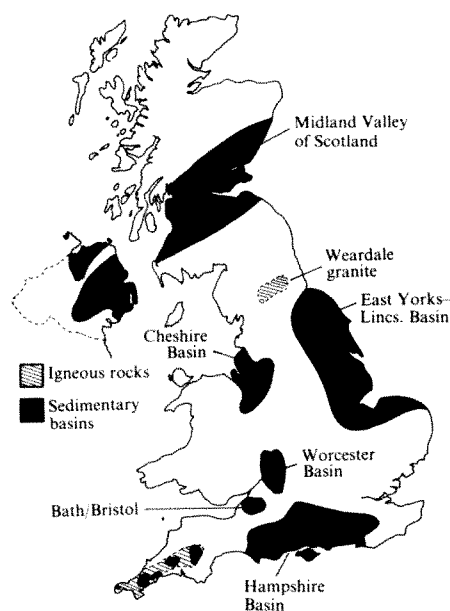 Midland Valley
of Scotland
Weardale
granite
East Yorks–
Lincs. Basin
Cheshire
Basin
Igneous rocks
Sedimentary
basins
Worcester
Basin
Bath/Bristol
Hampshire
Basin